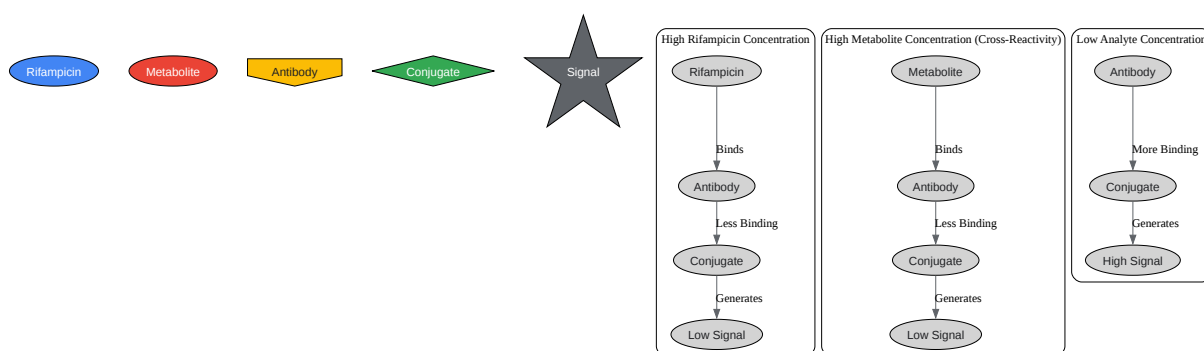 Rifampicin
Metabolite
Antibody
Conjugate
Signal
High Rifampicin Concentration
Rifampicin
Binds
Antibody
Less Binding
Conjugate
Generates
Low Signal
High Metabolite Concentration (Cross-Reactivity)
Metabolite
Binds
Antibody
Less Binding
Conjugate
Generates
Low Signal
Low Analyte Concentration
Antibody
More Binding
Conjugate
Generates
High Signal